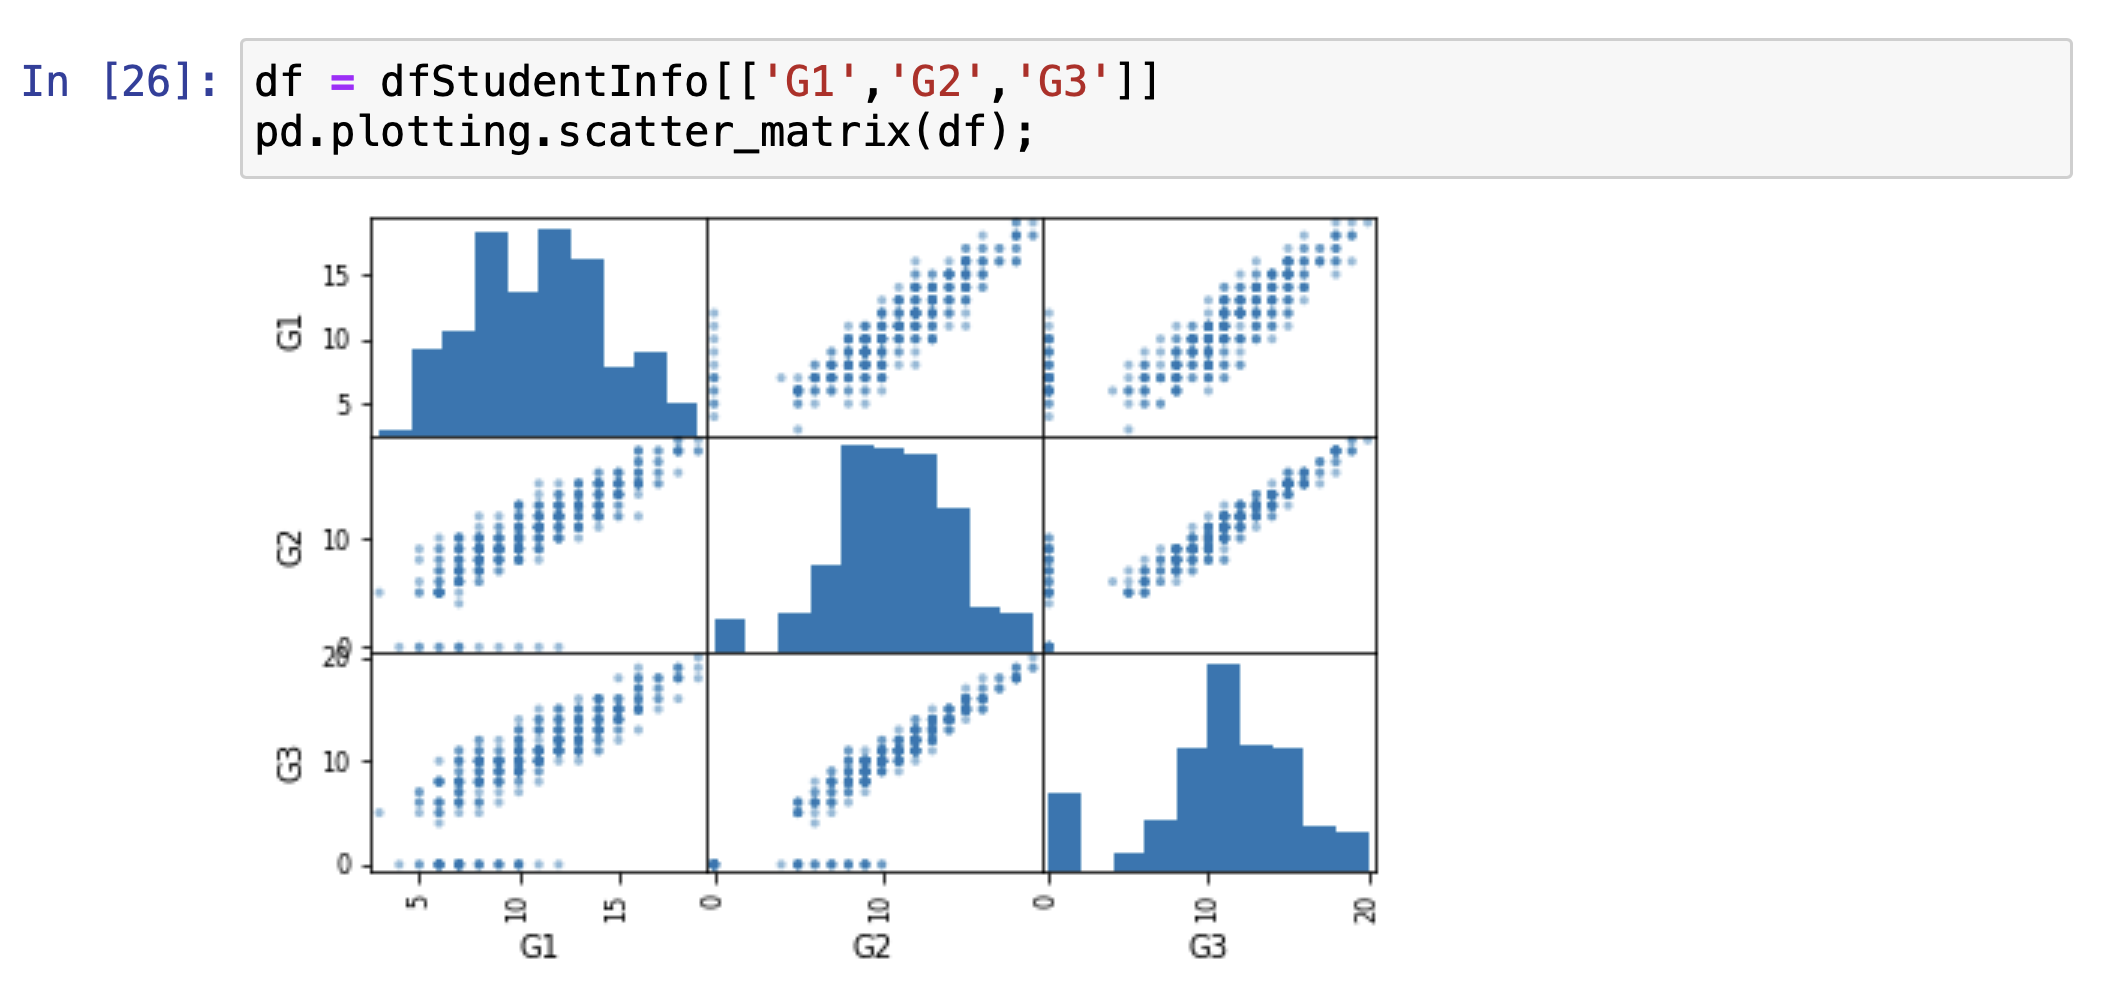 In [26]:
df = dfStudentInfo[['G1','G2','G3']]
pd.plotting.scatter_matrix(df);
15
10
5
G1
10
0
G2
20
10
0
G3
5
10
15
0
10
0
10
20
G1
G2
G3